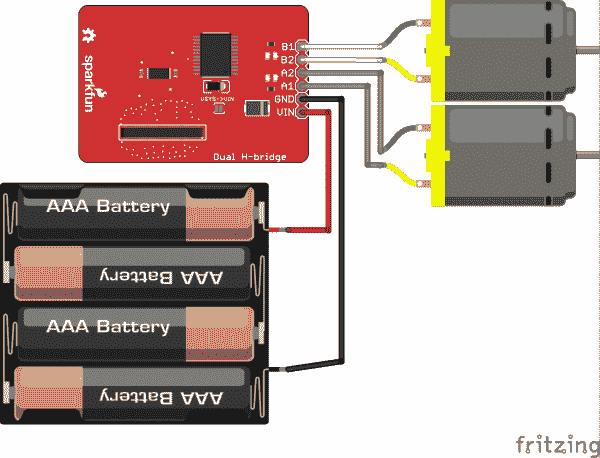 B1
B2
A2
A1
GND
VIN
sparkfun
Dual H-bridge
AAA Battery
AAA Battery
AAA Battery
AAA Battery
fritzing